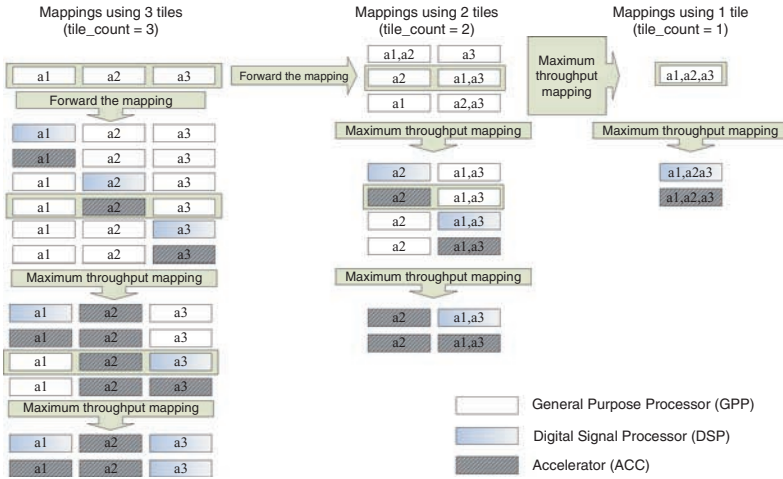 Mappings using 3 tiles
(tile_count = 3)
a1 a2 a3
Forward the mapping
a1 a2 a3
a1 a2 a3
a1 a2 a3
a1 a2 a3
a1 a2 a3
a1 a2 a3
Maximum throughput mapping
a1 a2 a3
a1 a2 a3
a1 a2 a3
a1 a2 a3
Maximum throughput mapping
a1 a2 a3
a1 a2 a3
Forward the mapping
Mappings using 2 tiles
(tile_count = 2)
a1,a2 a3
a2 a1,a3
a1 a2,a3
Maximum throughput mapping
a2 a1,a3
a2 a1,a3
a2 a1,a3
a2 a1,a3
Maximum throughput mapping
a2 a1,a3
a2 a1,a3
Maximum
throughput
mapping
Mappings using 1 tile
(tile_count = 1)
a1,a2,a3
Maximum throughput mapping
a1,a2a3
a1,a2,a3
General Purpose Processor (GPP)
Digital Signal Processor (DSP)
Accelerator (ACC)